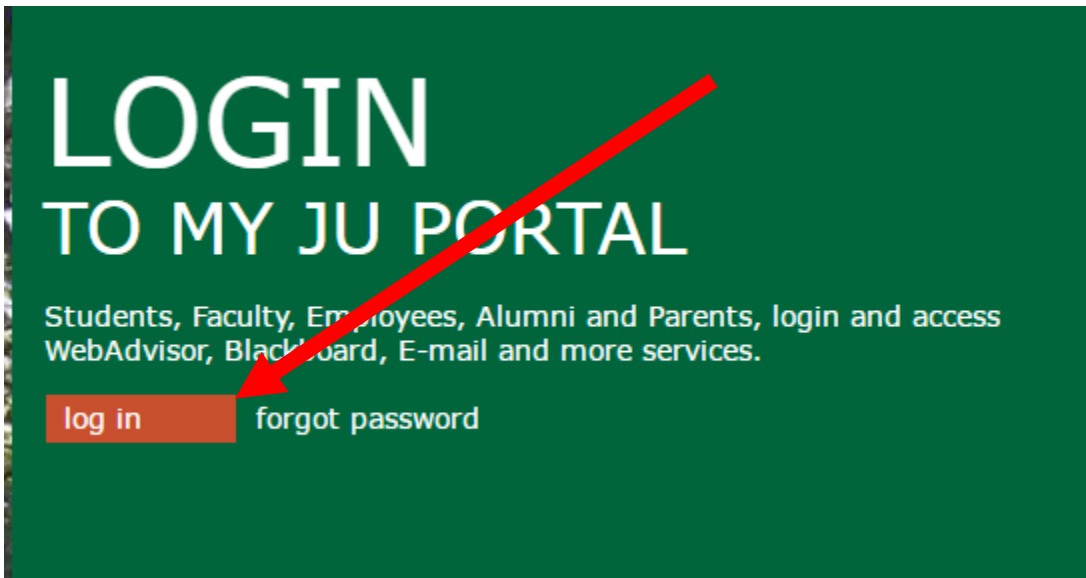 LOGIN
TO MY JU PORTAL
Students, Faculty, Employees, Alumni and Parents, login and access
WebAdvisor, Blackboard, E-mail and more services.
log in
forgot password